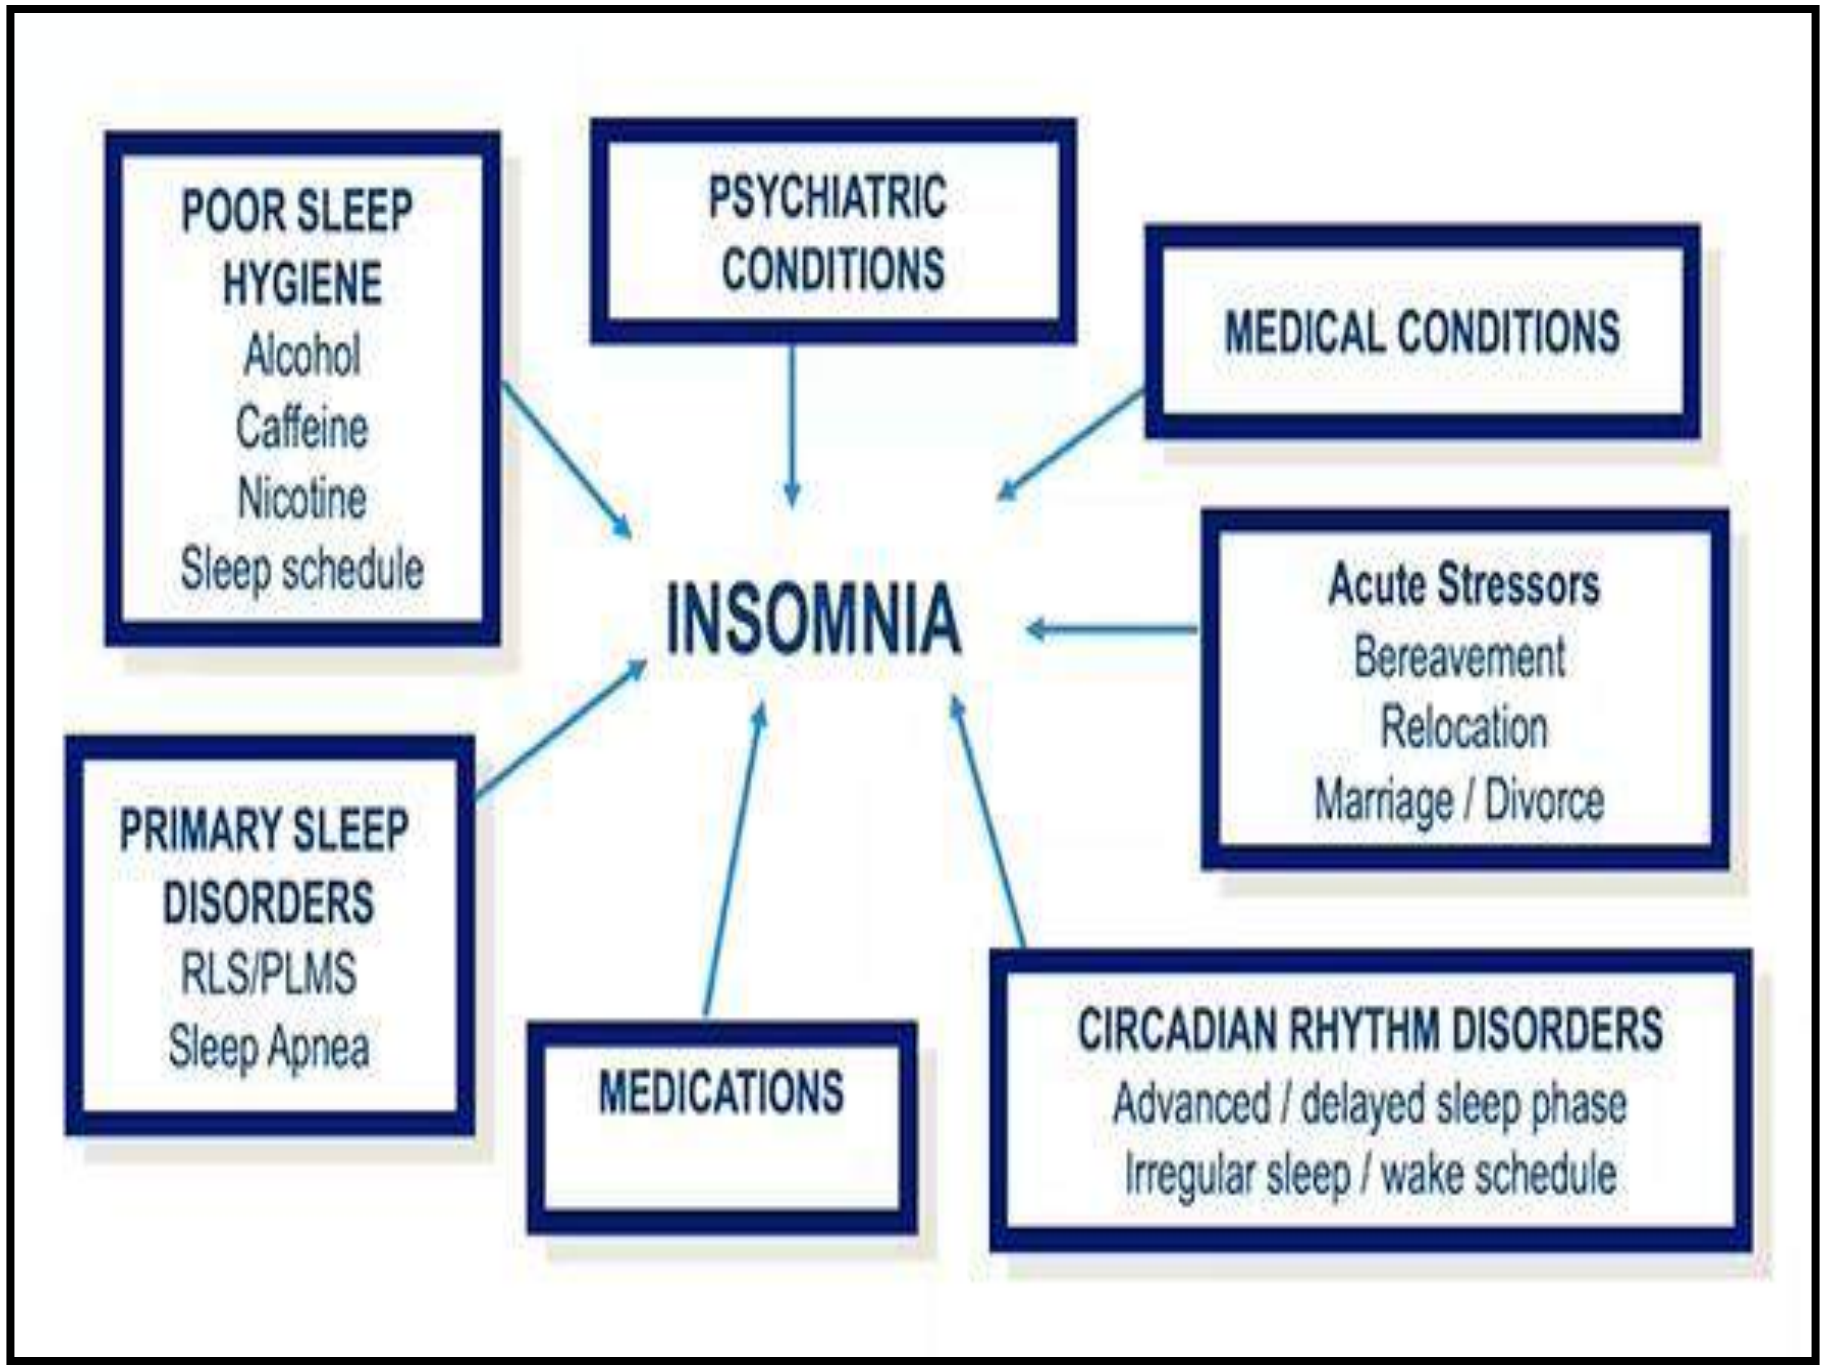 POOR SLEEP
HYGIENE
Alcohol
Caffeine
Nicotine
Sleep schedule
PSYCHIATRIC
CONDITIONS
MEDICAL CONDITIONS
INSOMNIA
Acute Stressors
Bereavement
Relocation
Marriage / Divorce
PRIMARY SLEEP
DISORDERS
RLS/PLMS
Sleep Apnea
MEDICATIONS
CIRCADIAN RHYTHM DISORDERS
Advanced / delayed sleep phase
Irregular sleep / wake schedule